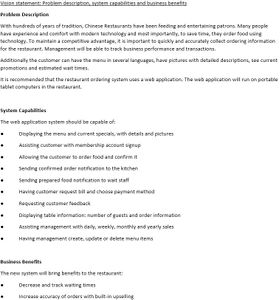 Vision statement: Problem description, system capabilities and business benefits
Problem Description
With hundreds of years of tradition, Chinese Restaurants have been feeding and entertaining patrons. Many people
have experience and comfort with modern technology and most importantly, to save time, they order food using
technology. To maintain a competitive advantage, it is important to quickly and accurately collect ordering information
for the restaurant. Management will be able to track business performance and transactions.
Additionally the customer can have the menu in several languages, have pictures with detailed descriptions, see current
promotions and estimated wait times.
It is recommended that the restaurant ordering system uses a web application. The web application will run on portable
tablet computers in the restaurant.
System Capabilities
The web application system should be capable of:
● Displaying the menu and current specials, with details and pictures
● Assisting customer with membership account signup
● Allowing the customer to order food and confirm it
● Sending confirmed order notification to the kitchen
● Sending prepared food notification to wait staff
● Having customer request bill and choose payment method
● Requesting customer feedback
● Displaying table information: number of guests and order information
● Assisting management with daily, weekly, monthly and yearly sales
● Having management create, update or delete menu items
Business Benefits
The new system will bring benefits to the restaurant:
● Decrease and track waiting times
● Increase accuracy of orders with built-in upselling